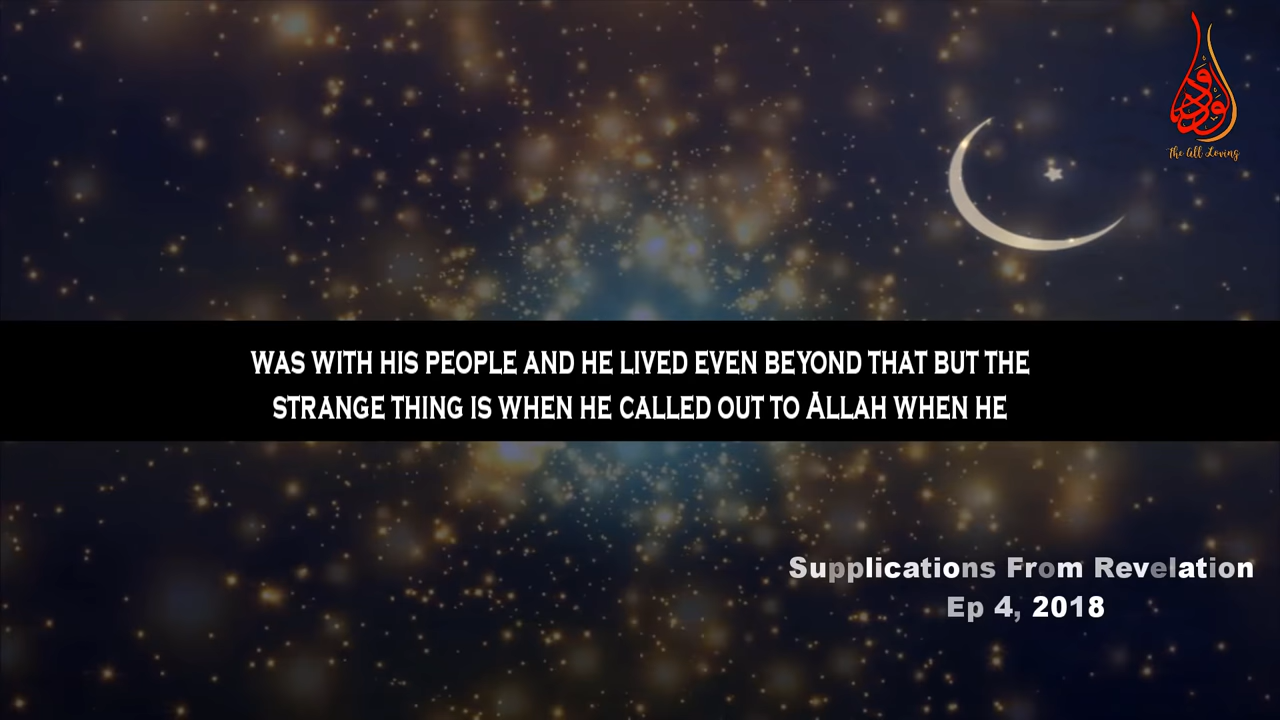 الودود
The All Loving
WAS WITH HIS PEOPLE AND HE LIVED EVEN BEYOND THAT BUT THE
STRANGE THING IS WHEN HE CALLED OUT TO ALLAH WHEN HE
Supplications From Revelation
Ep 4, 2018